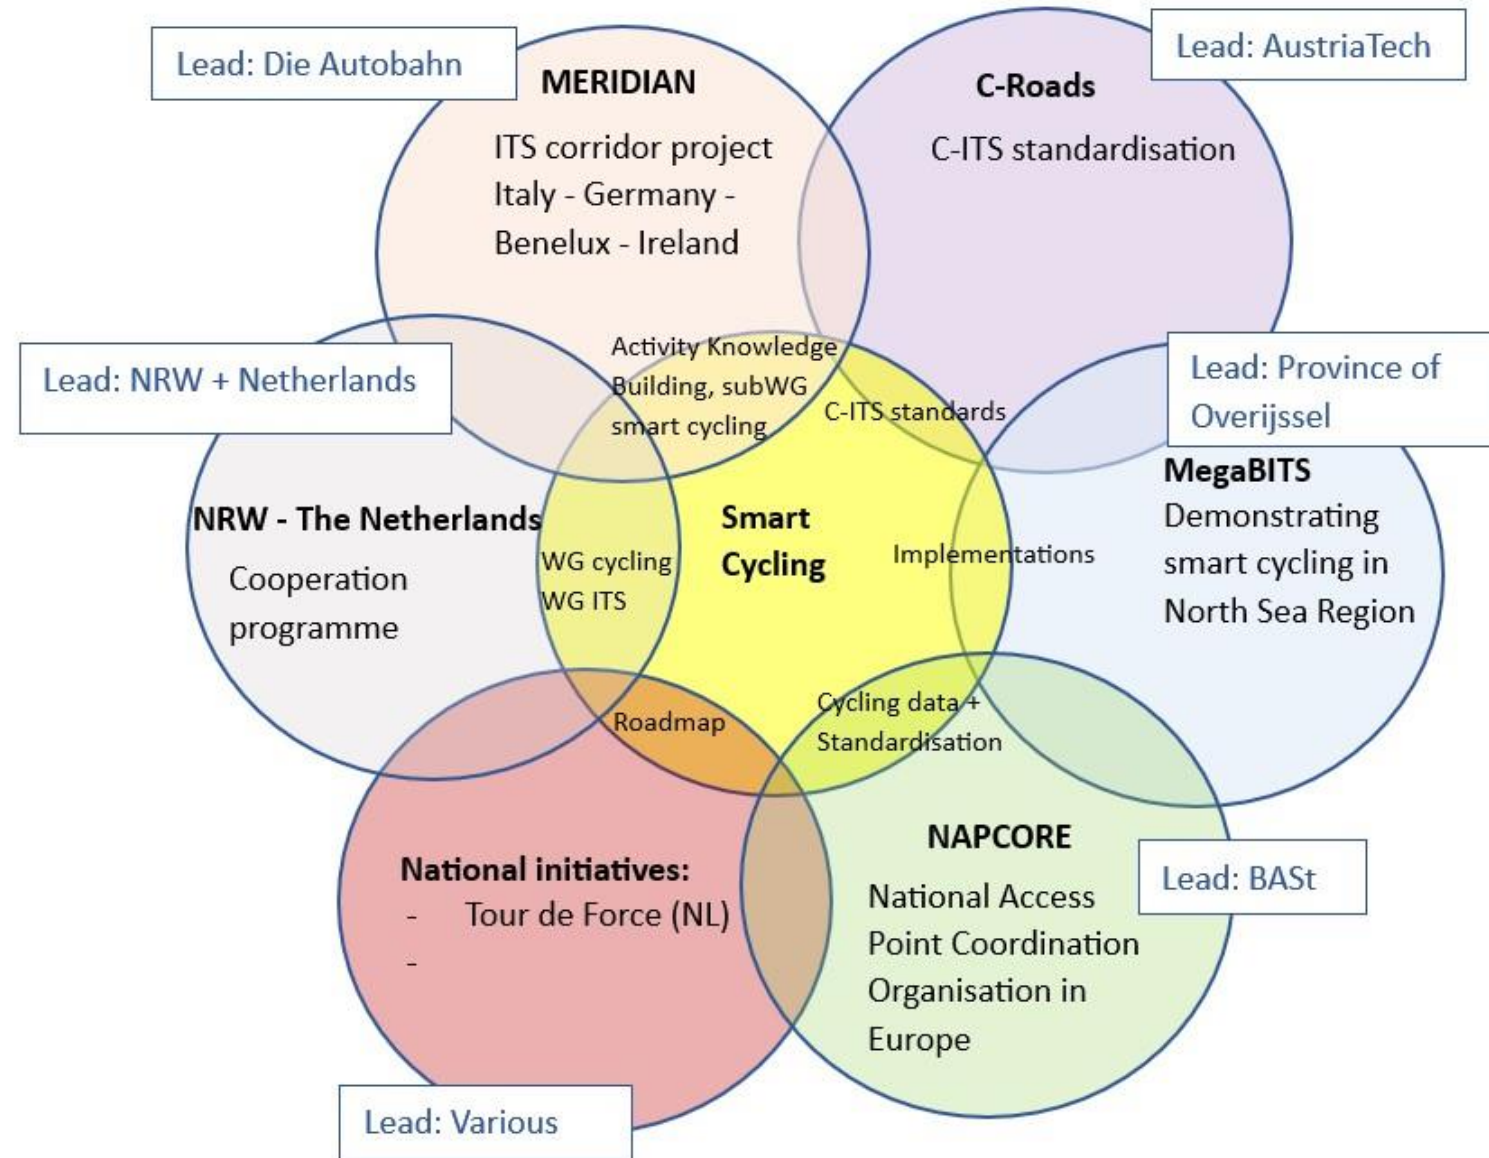 Lead: Die Autobahn
MERIDIAN
ITS corridor project
Italy - Germany -
Benelux - Ireland
Lead: AustriaTech
C-Roads
C-ITS standardisation
Lead: NRW + Netherlands
Activity Knowledge
Building, subWG
smart cycling
C-ITS standards
Lead: Province of
Overijssel
MegaBITS
Demonstrating
smart cycling in
North Sea Region
NRW - The Netherlands
Cooperation
programme
WG cycling
WG ITS
Smart
Cycling
Implementations
Roadmap
Cycling data +
Standardisation
National initiatives:
- Tour de Force (NL)
-
NAPCORE
National Access
Point Coordination
Organisation in
Europe
Lead: BASt
Lead: Various